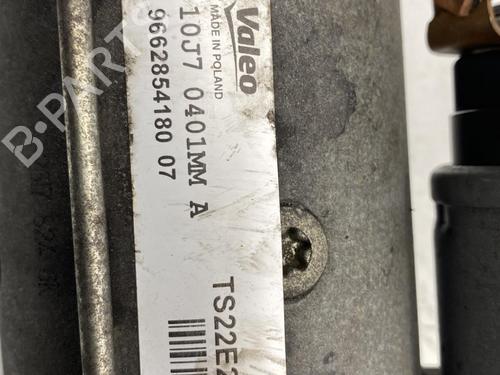 Valeo
MADE IN POLAND
10J7 0401MM A
9662854180 07
TS22E2
B-PARTS